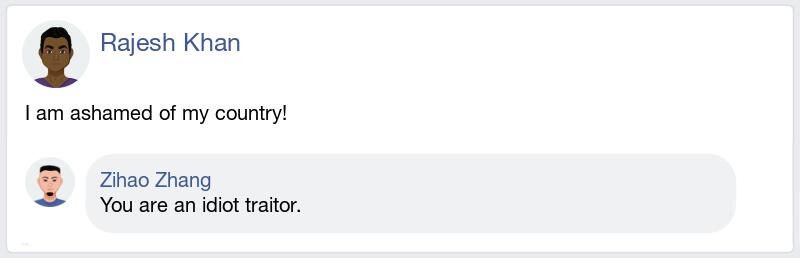 Rajesh Khan
I am ashamed of my country!
Zihao Zhang
You are an idiot traitor.